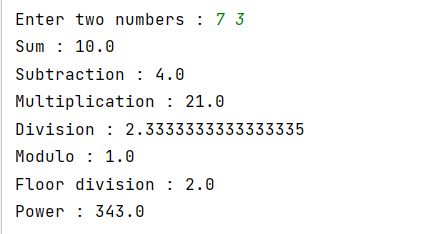 Enter two numbers : 7 3
Sum : 10.0
Subtraction : 4.0
Multiplication : 21.0
Division : 2.3333333333333335
Modulo : 1.0
Floor division : 2.0
Power : 343.0